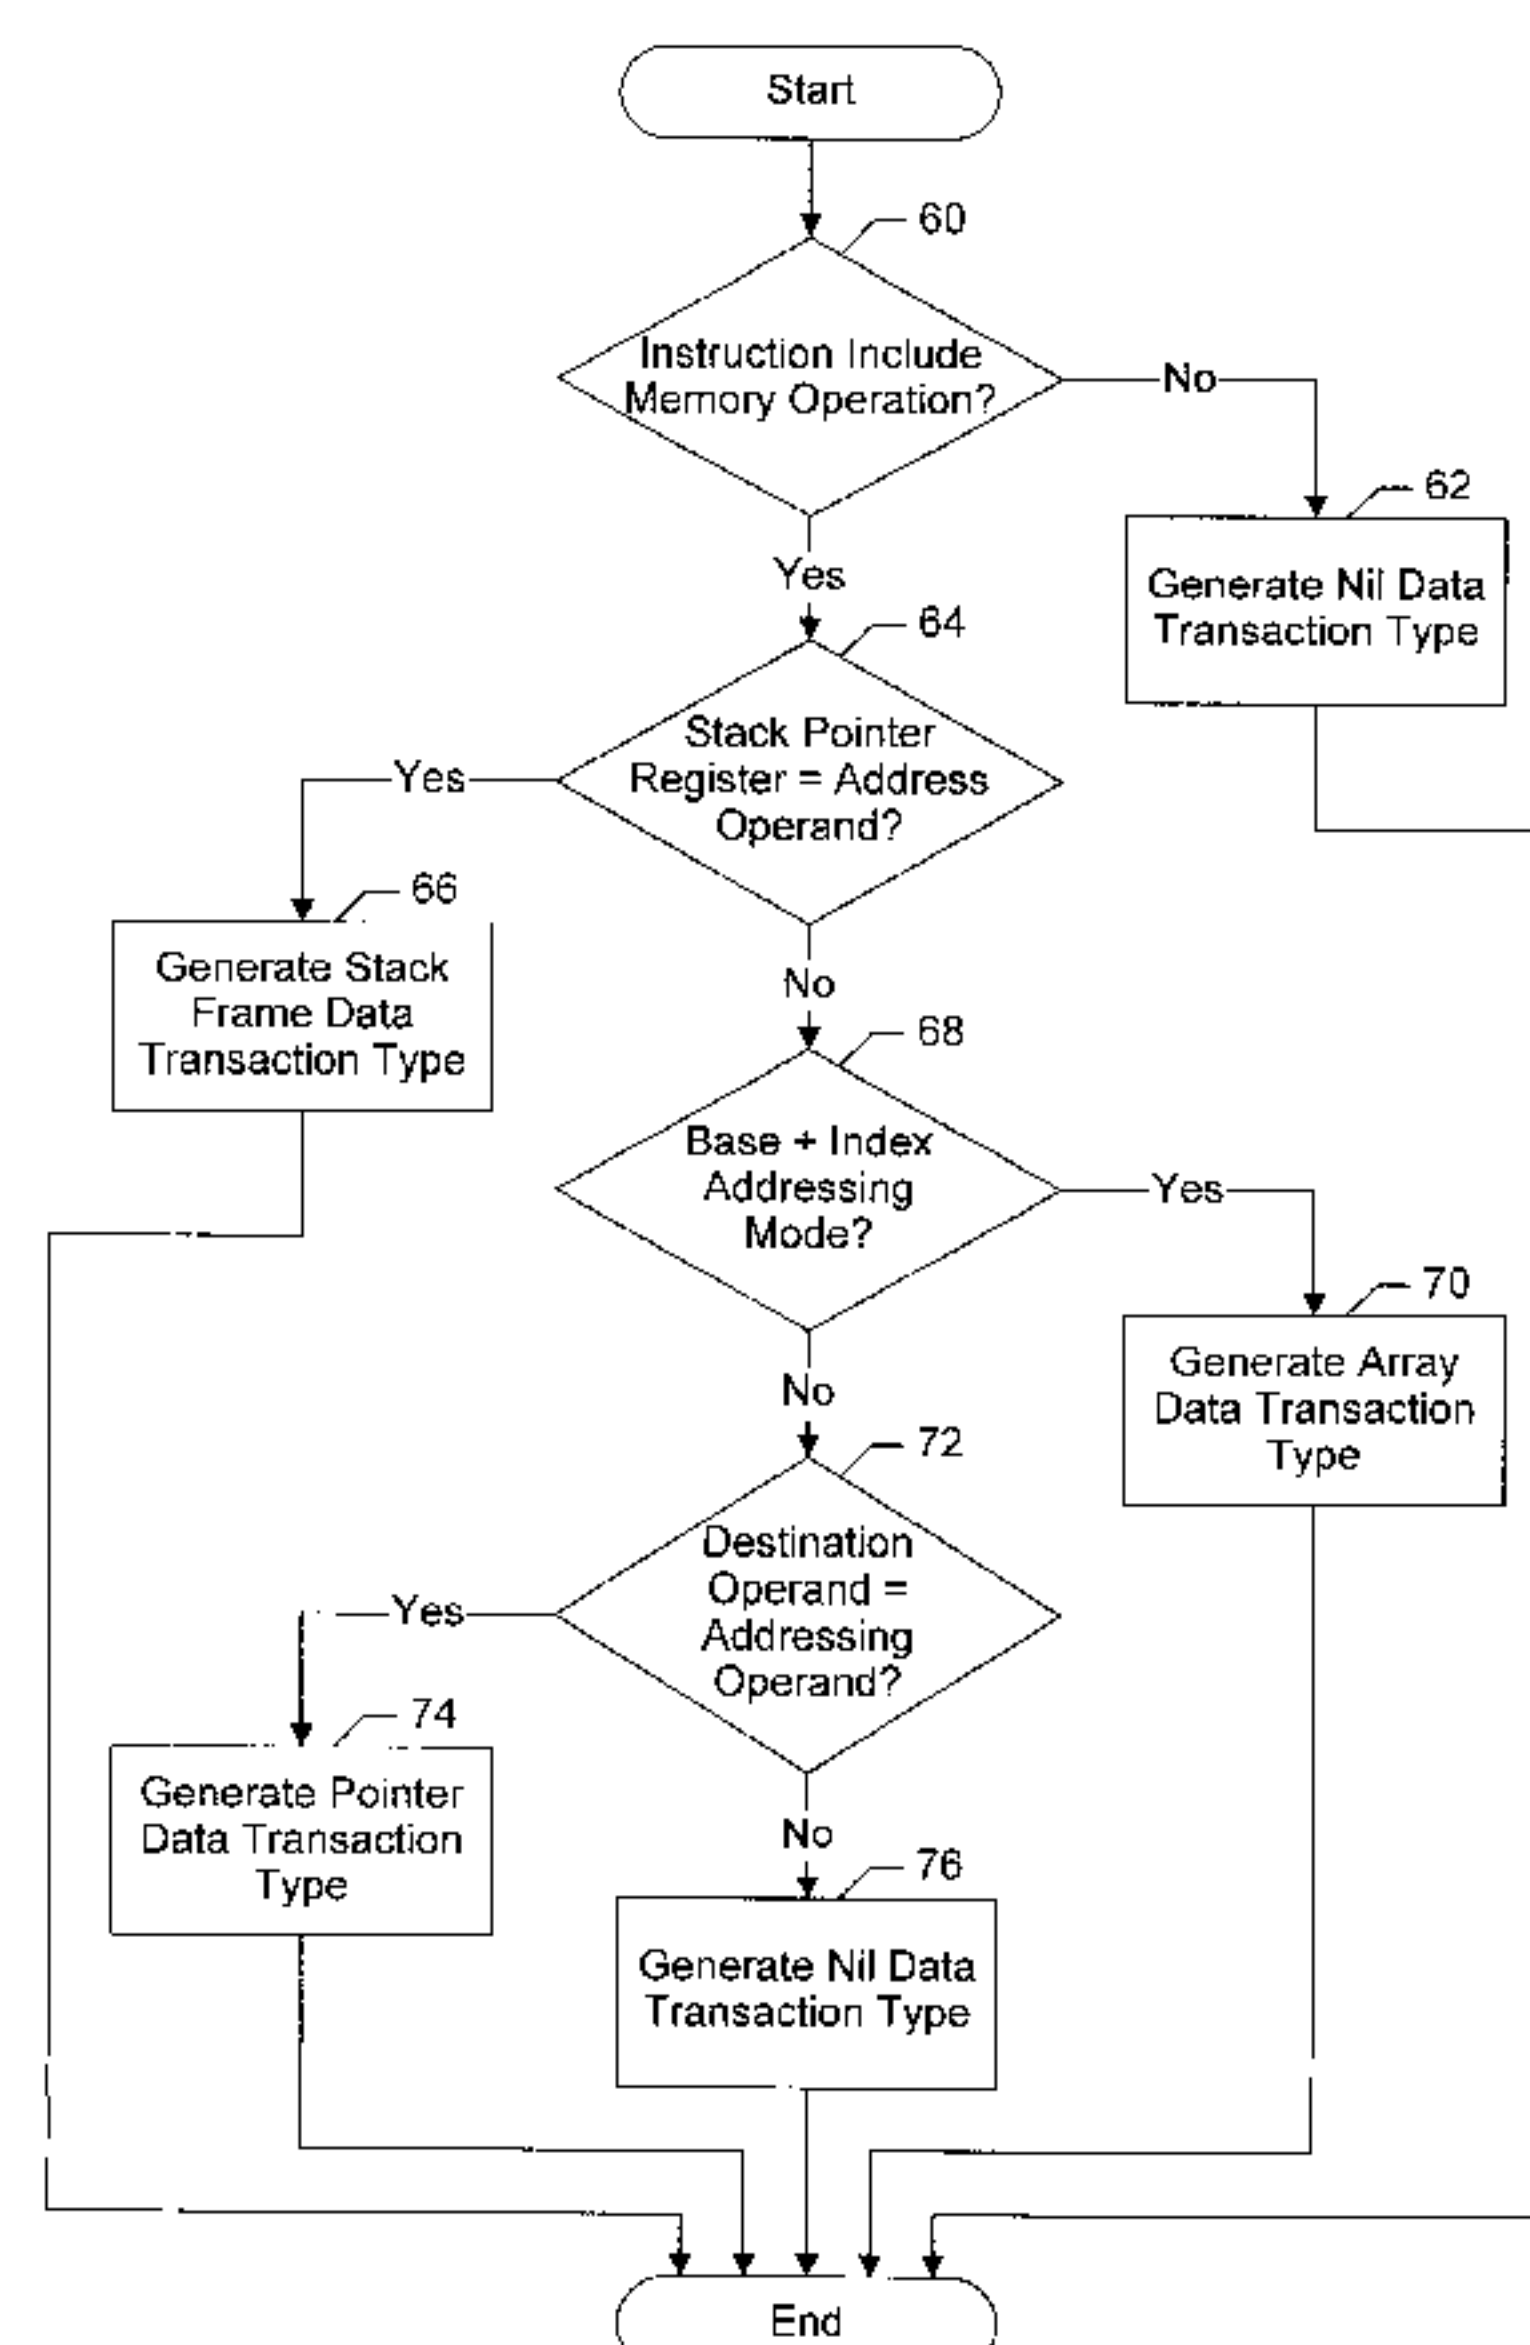 Start
60
Instruction Include
Memory Operation?
No
62
Generate Nil Data
Transaction Type
Yes
64
Stack Pointer
Register = Address
Operand?
Yes
66
Generate Stack
Frame Data
Transaction Type
No
68
Base + Index
Addressing
Mode?
Yes
70
Generate Array
Data Transaction
Type
No
72
Destination
Operand =
Addressing
Operand?
Yes
74
Generate Pointer
Data Transaction
Type
No
76
Generate Nil Data
Transaction Type
End